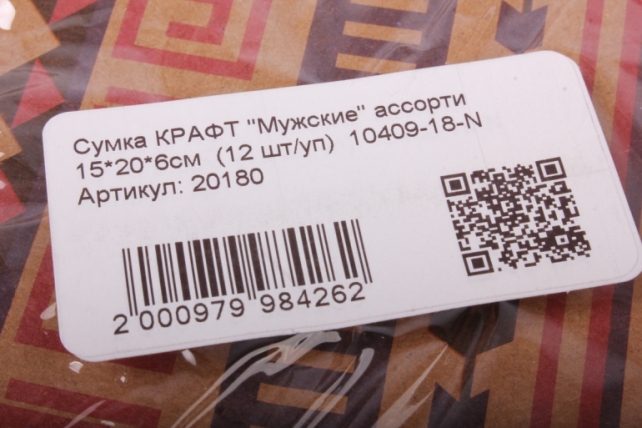 Сумка КРАФТ "Мужские" ассорти
15*20*6см (12 шт/уп) 10409-18-N
Артикул: 20180
2 000979 984262